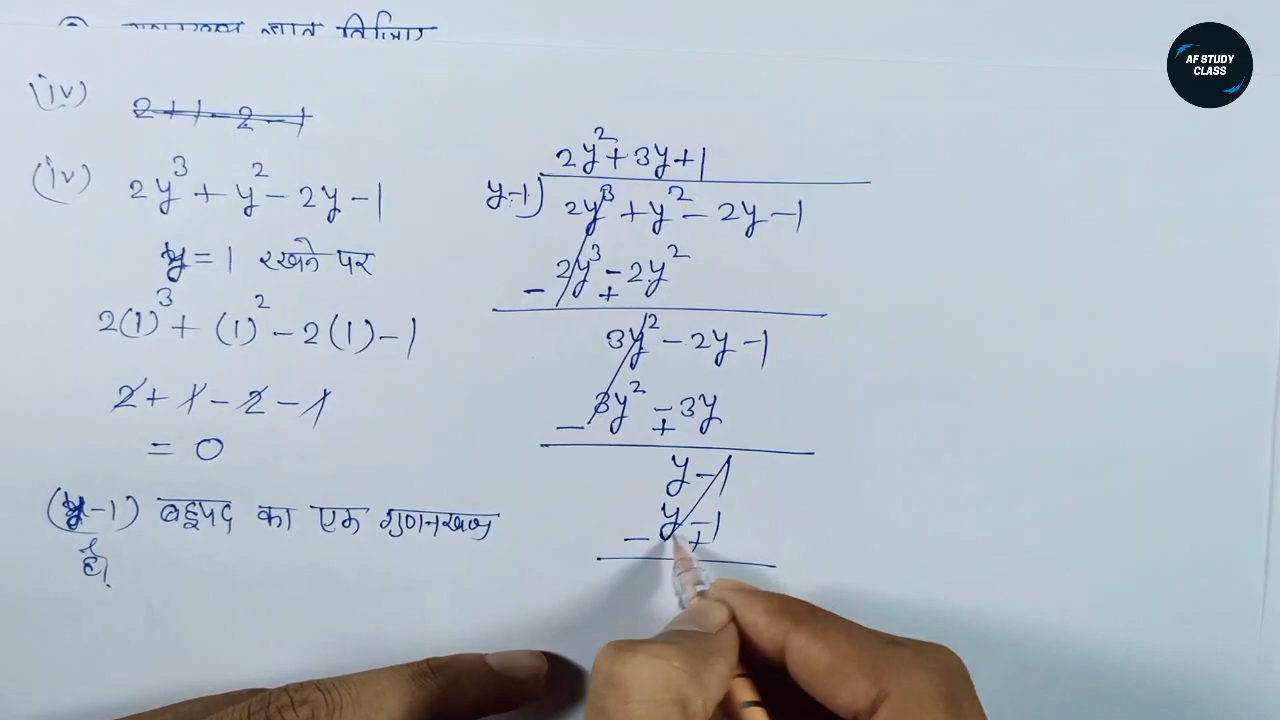 ज्ञात
(iv) 2+1-2-1
(iv) 2y³ + y² - 2y - 1
y = 1 रखने पर
2(1)³ + (1)² - 2(1) - 1
2 + 1 - 2 - 1
= 0
(y-1) बहुपद का एक गुणनखण्ड
है।
2y² + 3y + 1
y-1) 2y³ + y² - 2y - 1
2y³ - 2y²
- +
3y² - 2y - 1
3y² - 3y
- +
y - 1
y - 1
- +
AF STUDY
CLASS